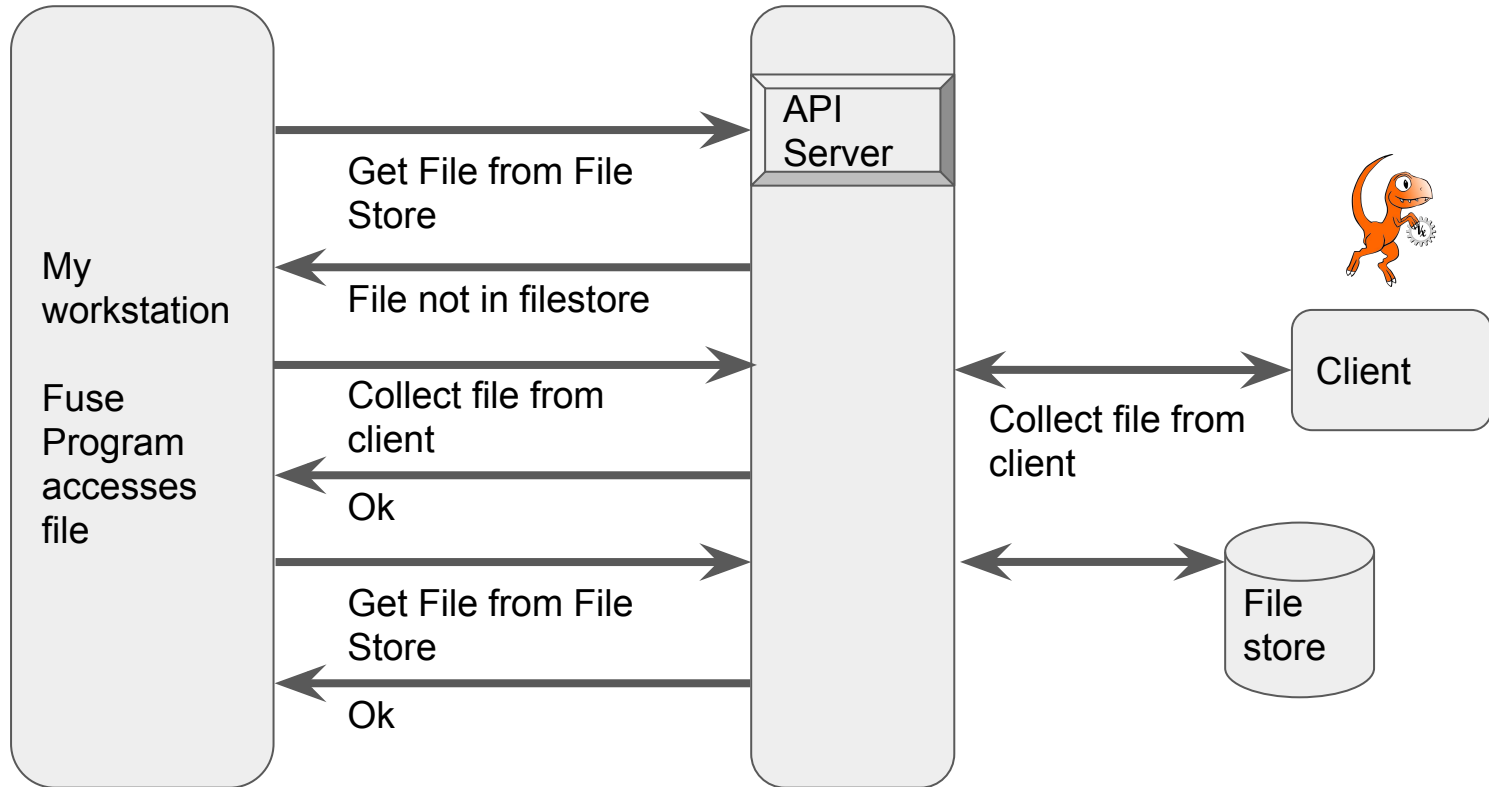 My
workstation
Fuse
Program
accesses
file
Get File from File
Store
File not in filestore
Collect file from
client
Ok
Get File from File
Store
Ok
API
Server
Collect file from
client
Client
File
store